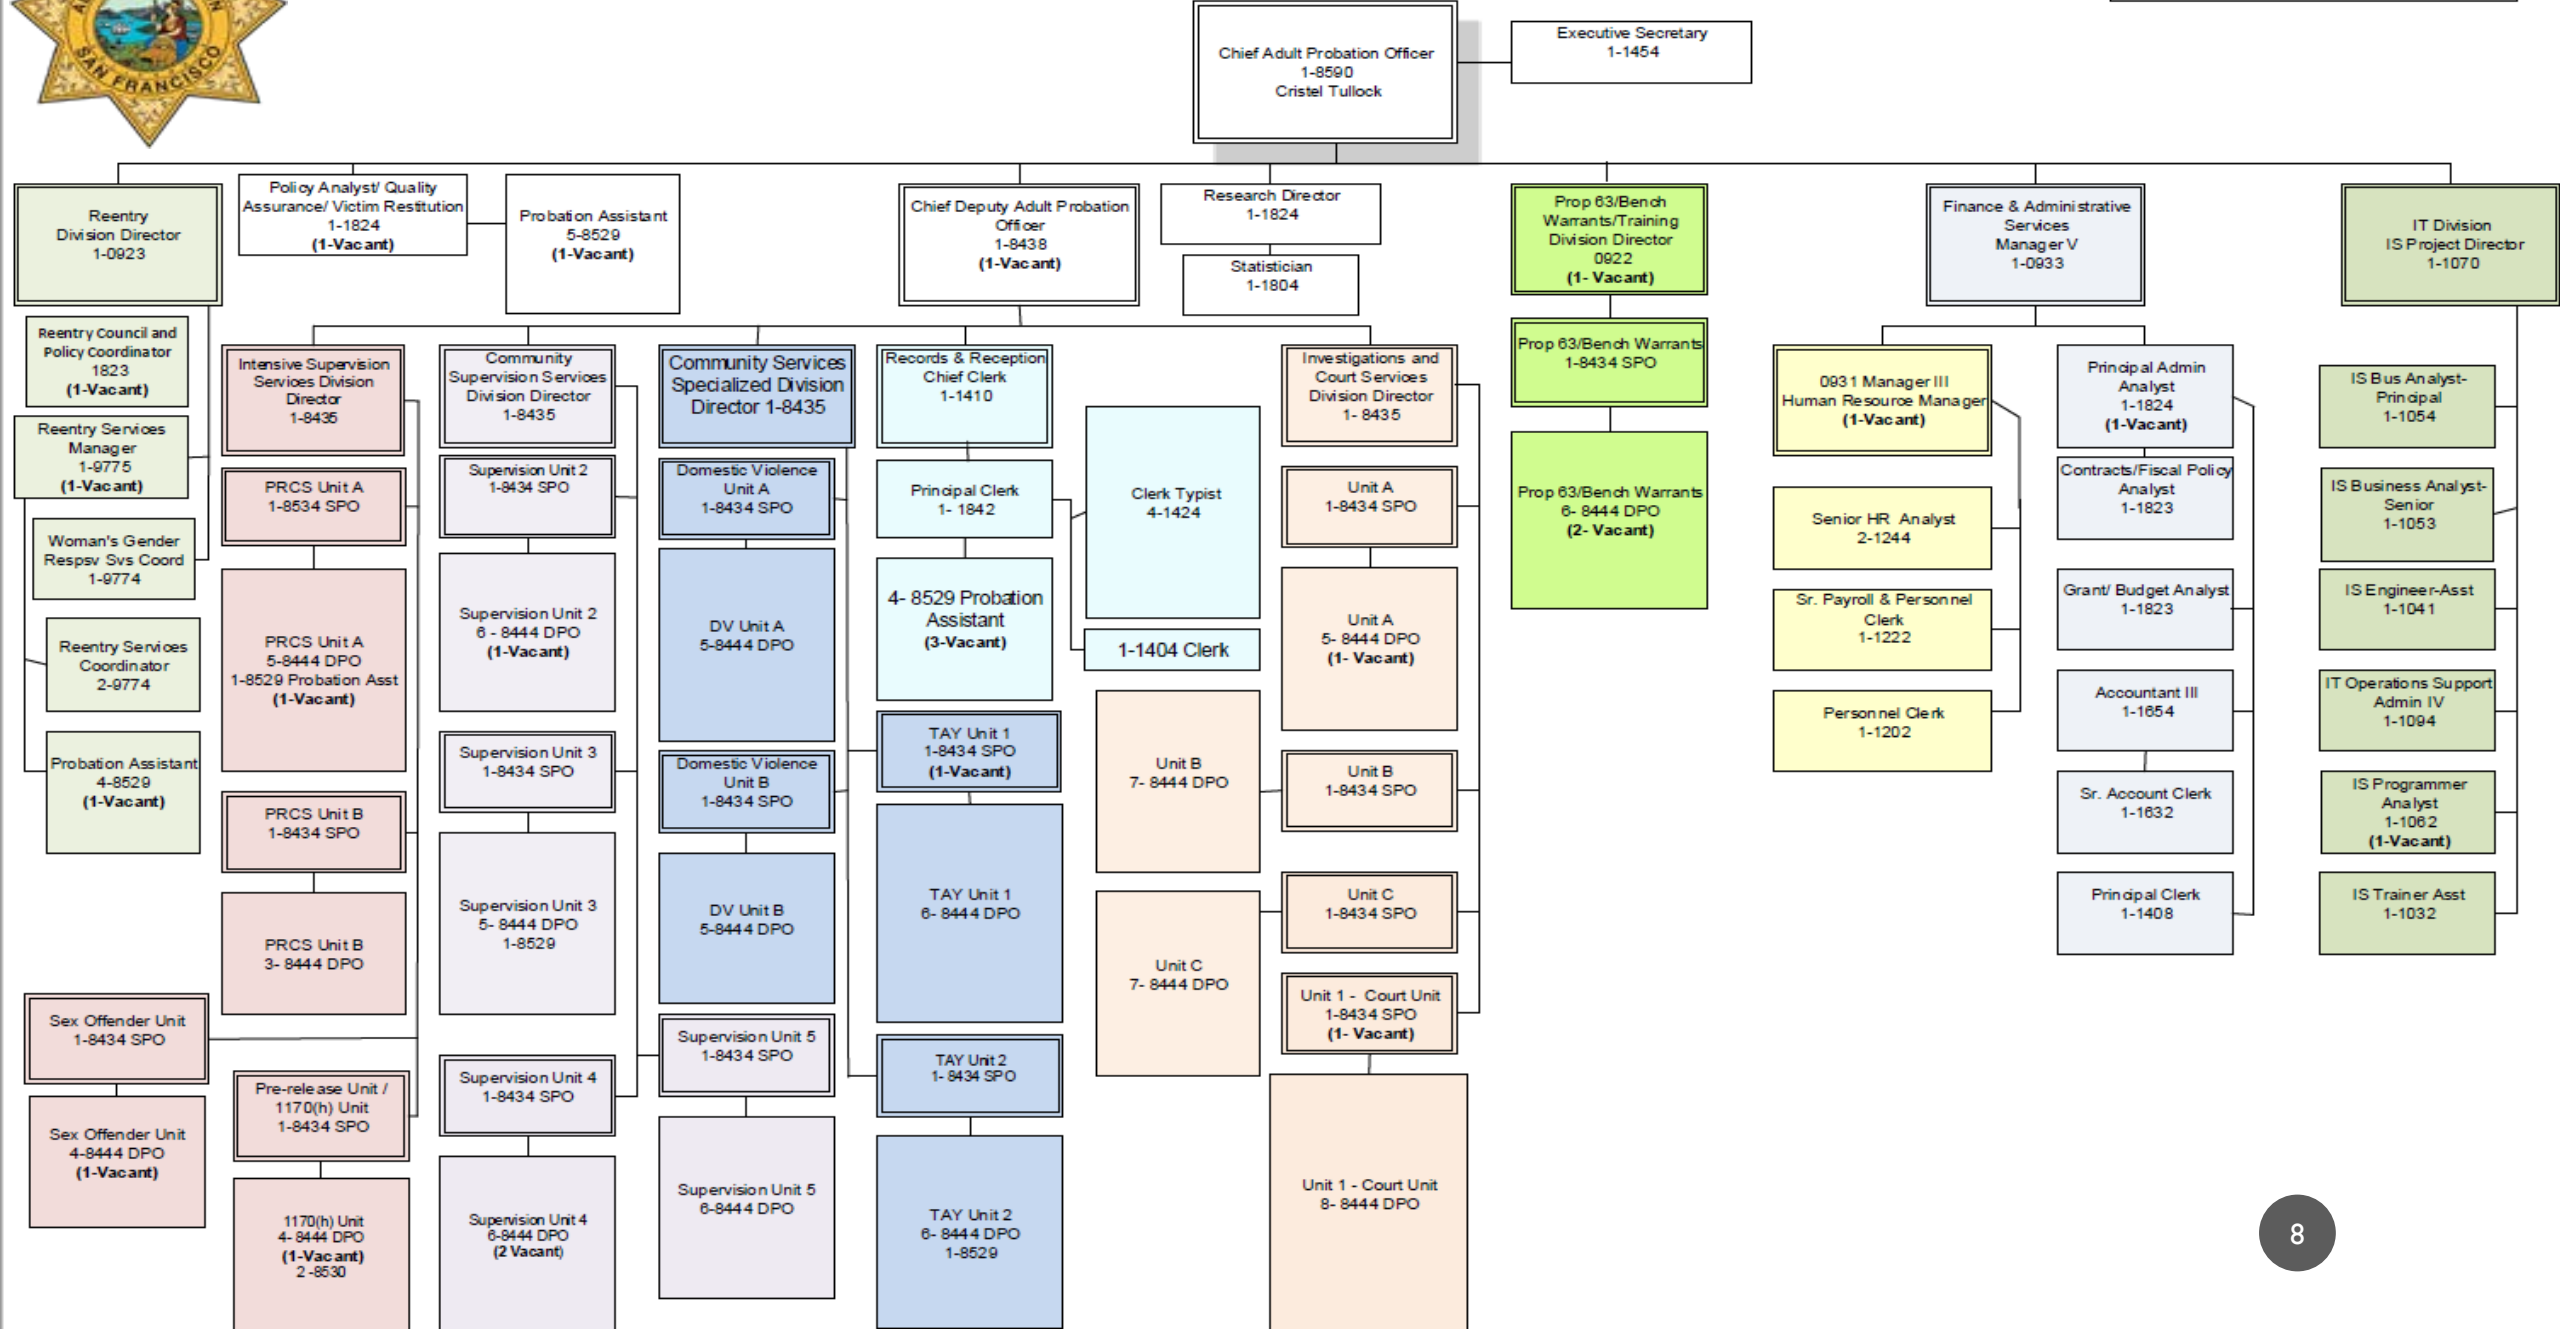 SAN FRANCISCO
Chief Adult Probation Officer
1-8590
Cristel Tullock
Executive Secretary
1-1454
Reentry
Division Director
1-0923
Policy Analyst/ Quality
Assurance/ Victim Restitution
1-1824
(1-Vacant)
Probation Assistant
5-8529
(1-Vacant)
Chief Deputy Adult Probation
Officer
1-8438
(1-Vacant)
Research Director
1-1824
Statistician
1-1804
Prop 63/Bench
Warrants/Training
Division Director
0922
(1- Vacant)
Finance & Administrative
Services
Manager V
1-0933
IT Division
IS Project Director
1-1070
Reentry Council and
Policy Coordinator
1823
(1-Vacant)
Reentry Services
Manager
1-9775
(1-Vacant)
Woman's Gender
Respsv Svs Coord
1-9774
Reentry Services
Coordinator
2-9774
Probation Assistant
4-8529
(1-Vacant)
Sex Offender Unit
1-8434 SPO
Sex Offender Unit
4-8444 DPO
(1-Vacant)
Intensive Supervision
Services Division
Director
1-8435
PRCS Unit A
1-8534 SPO
PRCS Unit A
5-8444 DPO
1-8529 Probation Asst
(1-Vacant)
PRCS Unit B
1-8434 SPO
PRCS Unit B
3- 8444 DPO
Pre-release Unit /
1170(h) Unit
1-8434 SPO
1170(h) Unit
4- 8444 DPO
(1-Vacant)
2 -8530
Community
Supervision Services
Division Director
1-8435
Supervision Unit 2
1-8434 SPO
Supervision Unit 2
6 - 8444 DPO
(1-Vacant)
Supervision Unit 3
1-8434 SPO
Supervision Unit 3
5- 8444 DPO
1-8529
Supervision Unit 4
1-8434 SPO
Supervision Unit 4
6-8444 DPO
(2 Vacant)
Community Services
Specialized Division
Director 1-8435
Domestic Violence
Unit A
1-8434 SPO
DV Unit A
5-8444 DPO
Domestic Violence
Unit B
1-8434 SPO
DV Unit B
5-8444 DPO
Supervision Unit 5
1-8434 SPO
Supervision Unit 5
6-8444 DPO
Records & Reception
Chief Clerk
1-1410
Principal Clerk
1- 1842
4- 8529 Probation
Assistant
(3-Vacant)
TAY Unit 1
1-8434 SPO
(1-Vacant)
TAY Unit 1
6- 8444 DPO
TAY Unit 2
1- 8434 SPO
TAY Unit 2
6- 8444 DPO
1-8529
Clerk Typist
4-1424
1-1404 Clerk
Unit B
7- 8444 DPO
Unit C
7- 8444 DPO
Investigations and
Court Services
Division Director
1- 8435
Unit A
1-8434 SPO
Unit A
5- 8444 DPO
(1- Vacant)
Unit B
1-8434 SPO
Unit C
1-8434 SPO
Unit 1 - Court Unit
1-8434 SPO
(1- Vacant)
Unit 1 - Court Unit
8- 8444 DPO
Prop 63/Bench Warrants
1-8434 SPO
Prop 63/Bench Warrants
6- 8444 DPO
(2- Vacant)
0931 Manager III
Human Resource Manager
(1-Vacant)
Senior HR Analyst
2-1244
Sr. Payroll & Personnel
Clerk
1-1222
Personnel Clerk
1-1202
Principal Admin
Analyst
1-1824
(1-Vacant)
Contracts/Fiscal Policy
Analyst
1-1823
Grant/ Budget Analyst
1-1823
Accountant III
1-1654
Sr. Account Clerk
1-1632
Principal Clerk
1-1408
IS Bus Analyst-
Principal
1-1054
IS Business Analyst-
Senior
1-1053
IS Engineer-Asst
1-1041
IT Operations Support
Admin IV
1-1094
IS Programmer
Analyst
1-1062
(1-Vacant)
IS Trainer Asst
1-1032
8